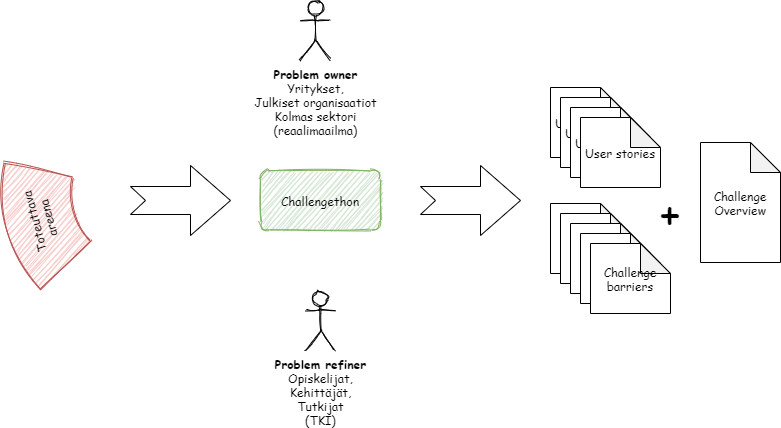 Problem owner
Yritykset,
Julkiset organisaatiot
Kolmas sektori
(reaalimaailma)
Toteuttava
areena
Challengethon
User stories
Challenge
barriers
Challenge
Overview
Problem refiner
Opiskelijat,
Kehittäjät,
Tutkijat
(TKI)